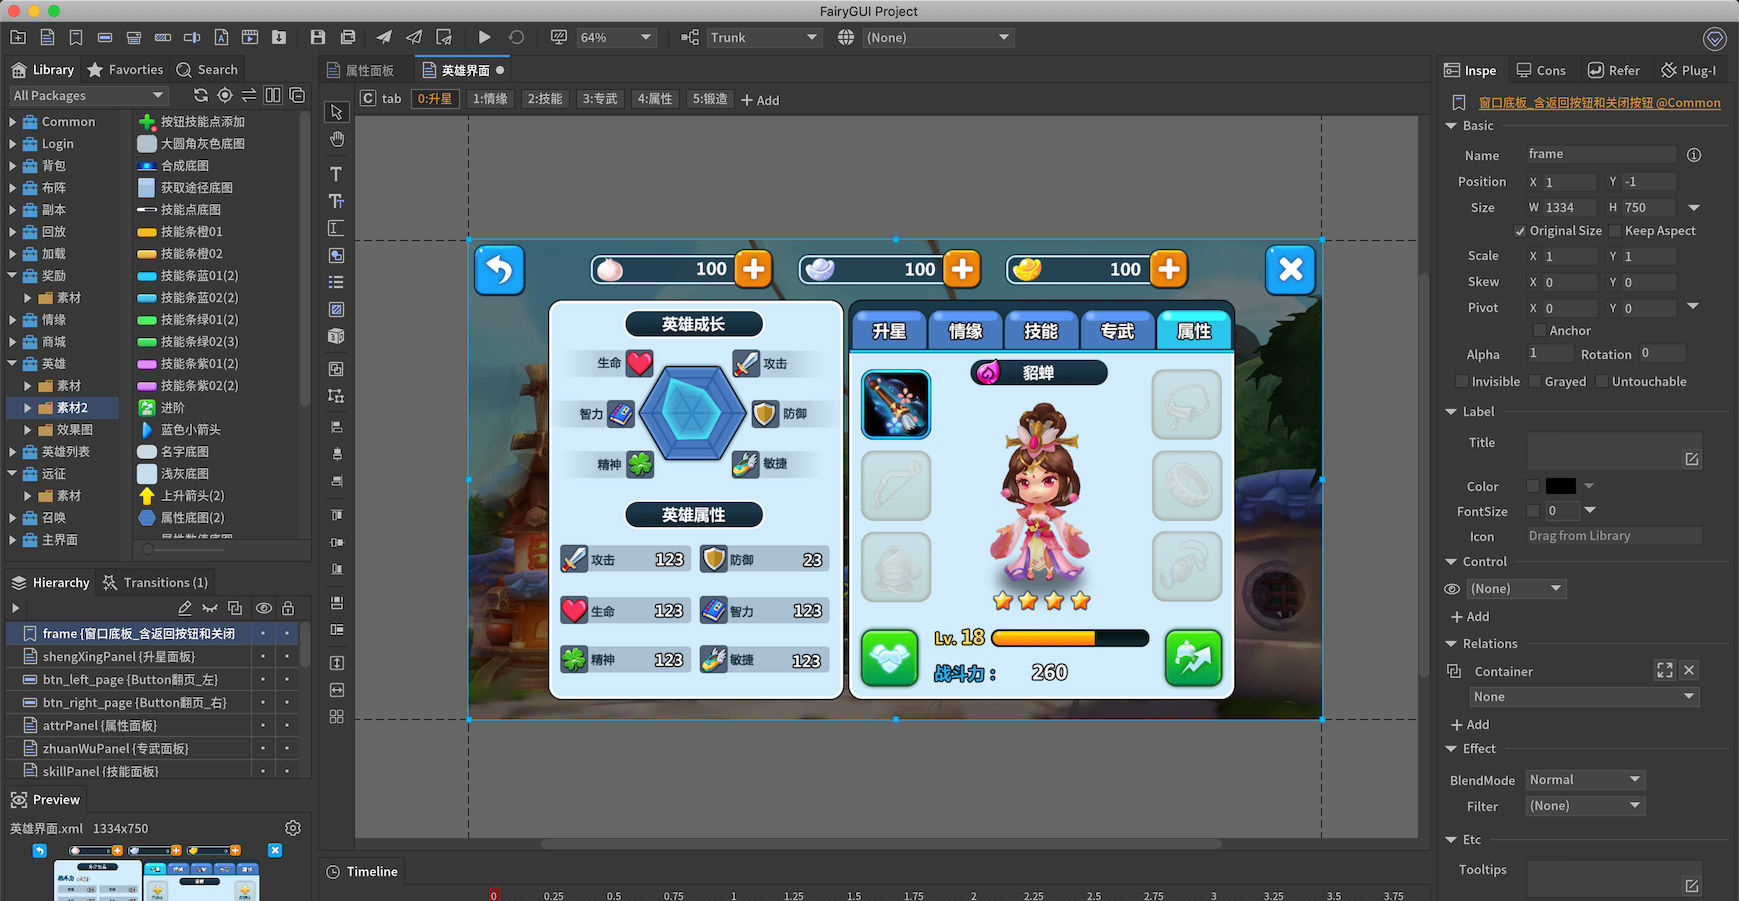 FairyGUI Project
64%
Trunk
(None)
Library
Favorties
Search
属性面板
英雄界面
Inspe
Cons
Refer
Plug-I
All Packages
tab
0:升星
1:情缘
2:技能
3:专武
4:属性
5:锻造
Add
窗口底板_含返回按钮和关闭按钮 @Common
Common
Login
背包
布阵
副本
回放
加载
奖励
素材
情缘
商城
英雄
素材
素材2
效果图
英雄列表
远征
素材
召唤
主界面
按钮技能点添加
大圆角灰色底图
合成底图
获取途径底图
技能点底图
技能条橙01
技能条橙02
技能条蓝01(2)
技能条蓝02(2)
技能条绿01(2)
技能条绿02(3)
技能条紫01(2)
技能条紫02(2)
进阶
蓝色小箭头
名字底图
浅灰底图
上升箭头(2)
属性底图(2)
100
100
100
英雄成长
生命
攻击
智力
防御
精神
敏捷
英雄属性
攻击 123
防御 23
生命 123
智力 123
精神 123
敏捷 123
升星
情缘
技能
专武
属性
貂蝉
Lv. 18
战斗力： 260
Basic
Name frame
Position X 1 Y -1
Size W 1334 H 750
Original Size Keep Aspect
Scale X 1 Y 1
Skew X 0 Y 0
Pivot X 0 Y 0
Anchor
Alpha 1 Rotation 0
Invisible Grayed Untouchable
Label
Title
Color
FontSize 0
Icon Drag from Library
Control
(None)
Add
Relations
Container
None
Add
Effect
BlendMode Normal
Filter (None)
Etc
Tooltips
Hierarchy
Transitions (1)
frame {窗口底板_含返回按钮和关闭
shengXingPanel {升星面板}
btn_left_page {Button翻页_左}
btn_right_page {Button翻页_右}
attrPanel {属性面板}
zhuanWuPanel {专武面板}
skillPanel {技能面板}
Preview
英雄界面.xml 1334x750
Timeline
0 0.25 0.5 0.75 1 1.25 1.5 1.75 2 2.25 2.5 2.75 3 3.25 3.5 3.75